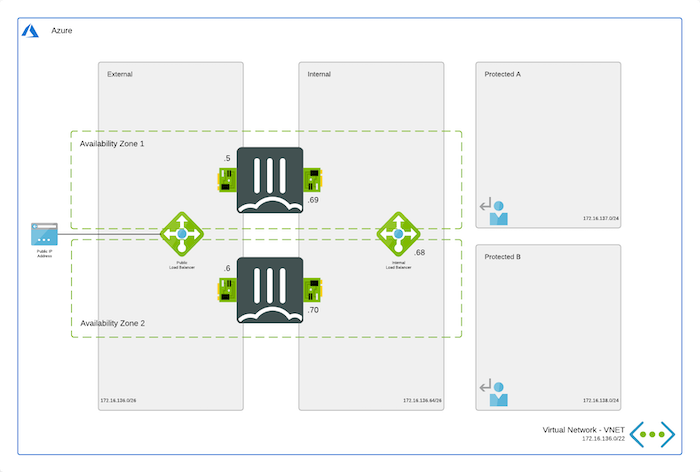 Azure
External
Internal
Protected A
Availability Zone 1
.5
.69
172.16.137.0/24
Public IP
Address
Public
Load Balancer
Internal
Load Balancer
.68
Protected B
.6
.70
Availability Zone 2
172.16.136.0/26
172.16.136.64/26
172.16.138.0/24
Virtual Network - VNET
172.16.136.0/22